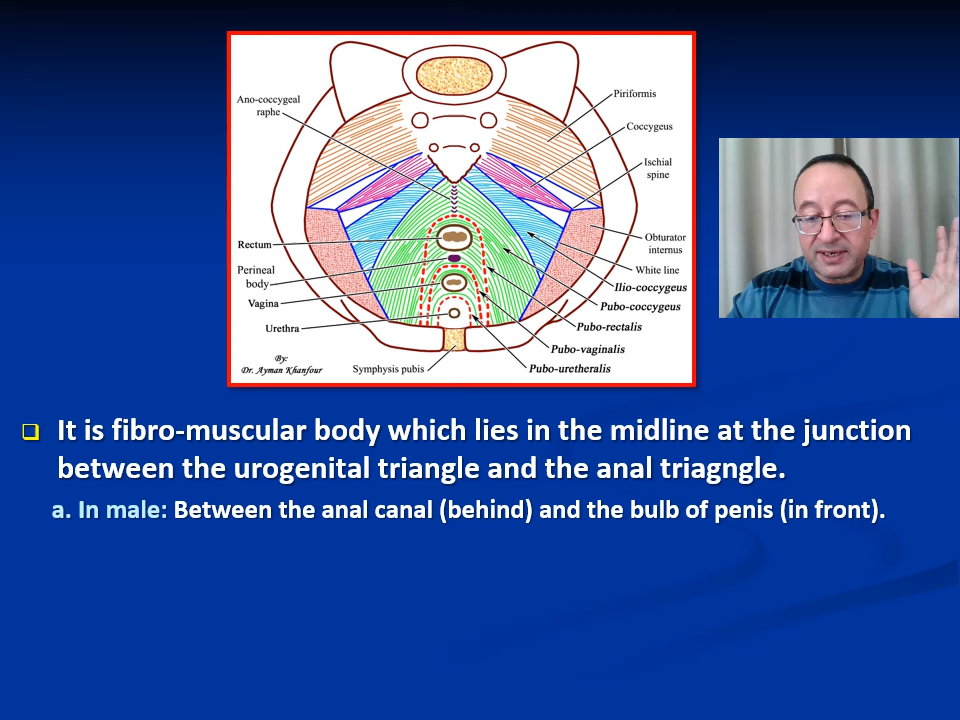 Ano-coccygeal
raphe
Piriformis
Coccygeus
Ischial
spine
Rectum
Perineal
body
Vagina
Urethra
Obturator
internus
White line
Ilio-coccygeus
Pubo-coccygeus
Pubo-rectalis
Pubo-vaginalis
Pubo-uretheralis
By:
Dr. Ayman Khanfour
Symphysis pubis
It is fibro-muscular body which lies in the midline at the junction
between the urogenital triangle and the anal triagngle.
a. In male: Between the anal canal (behind) and the bulb of penis (in front).